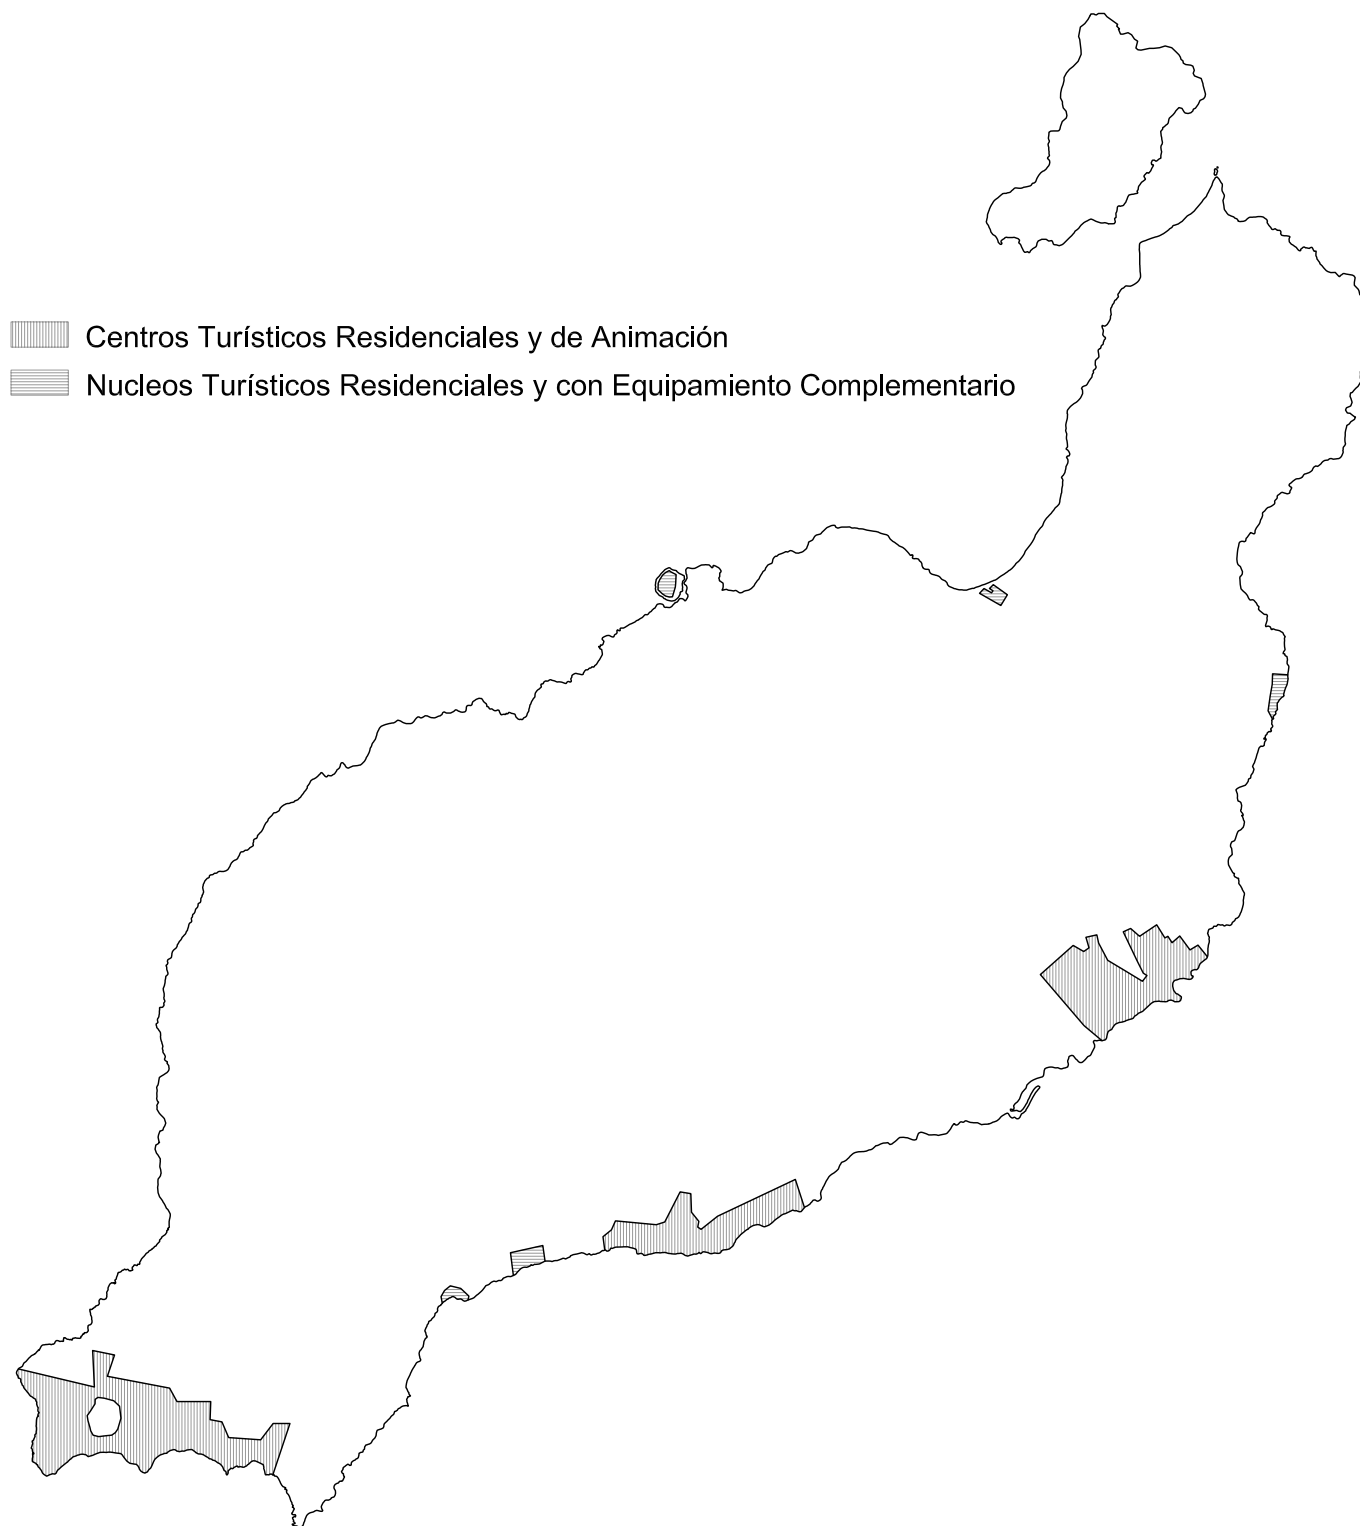 Centros Turísticos Residenciales y de Animación
Nucleos Turísticos Residenciales y con Equipamiento Complementario